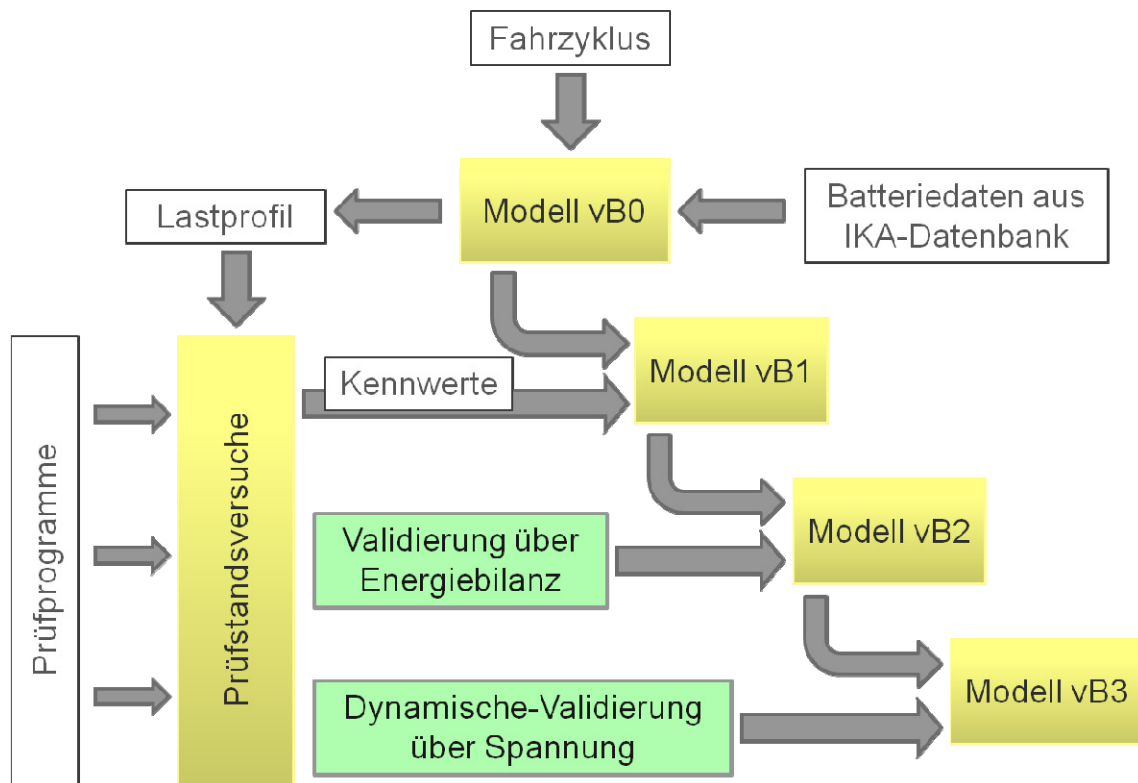 Fahrzyklus
Modell vB0
Batteriedaten aus
IKA-Datenbank
Lastprofil
Modell vB1
Kennwerte
Prüfprogramme
Prüfstandsversuche
Modell vB2
Validierung über
Energiebilanz
Modell vB3
Dynamische-Validierung
über Spannung